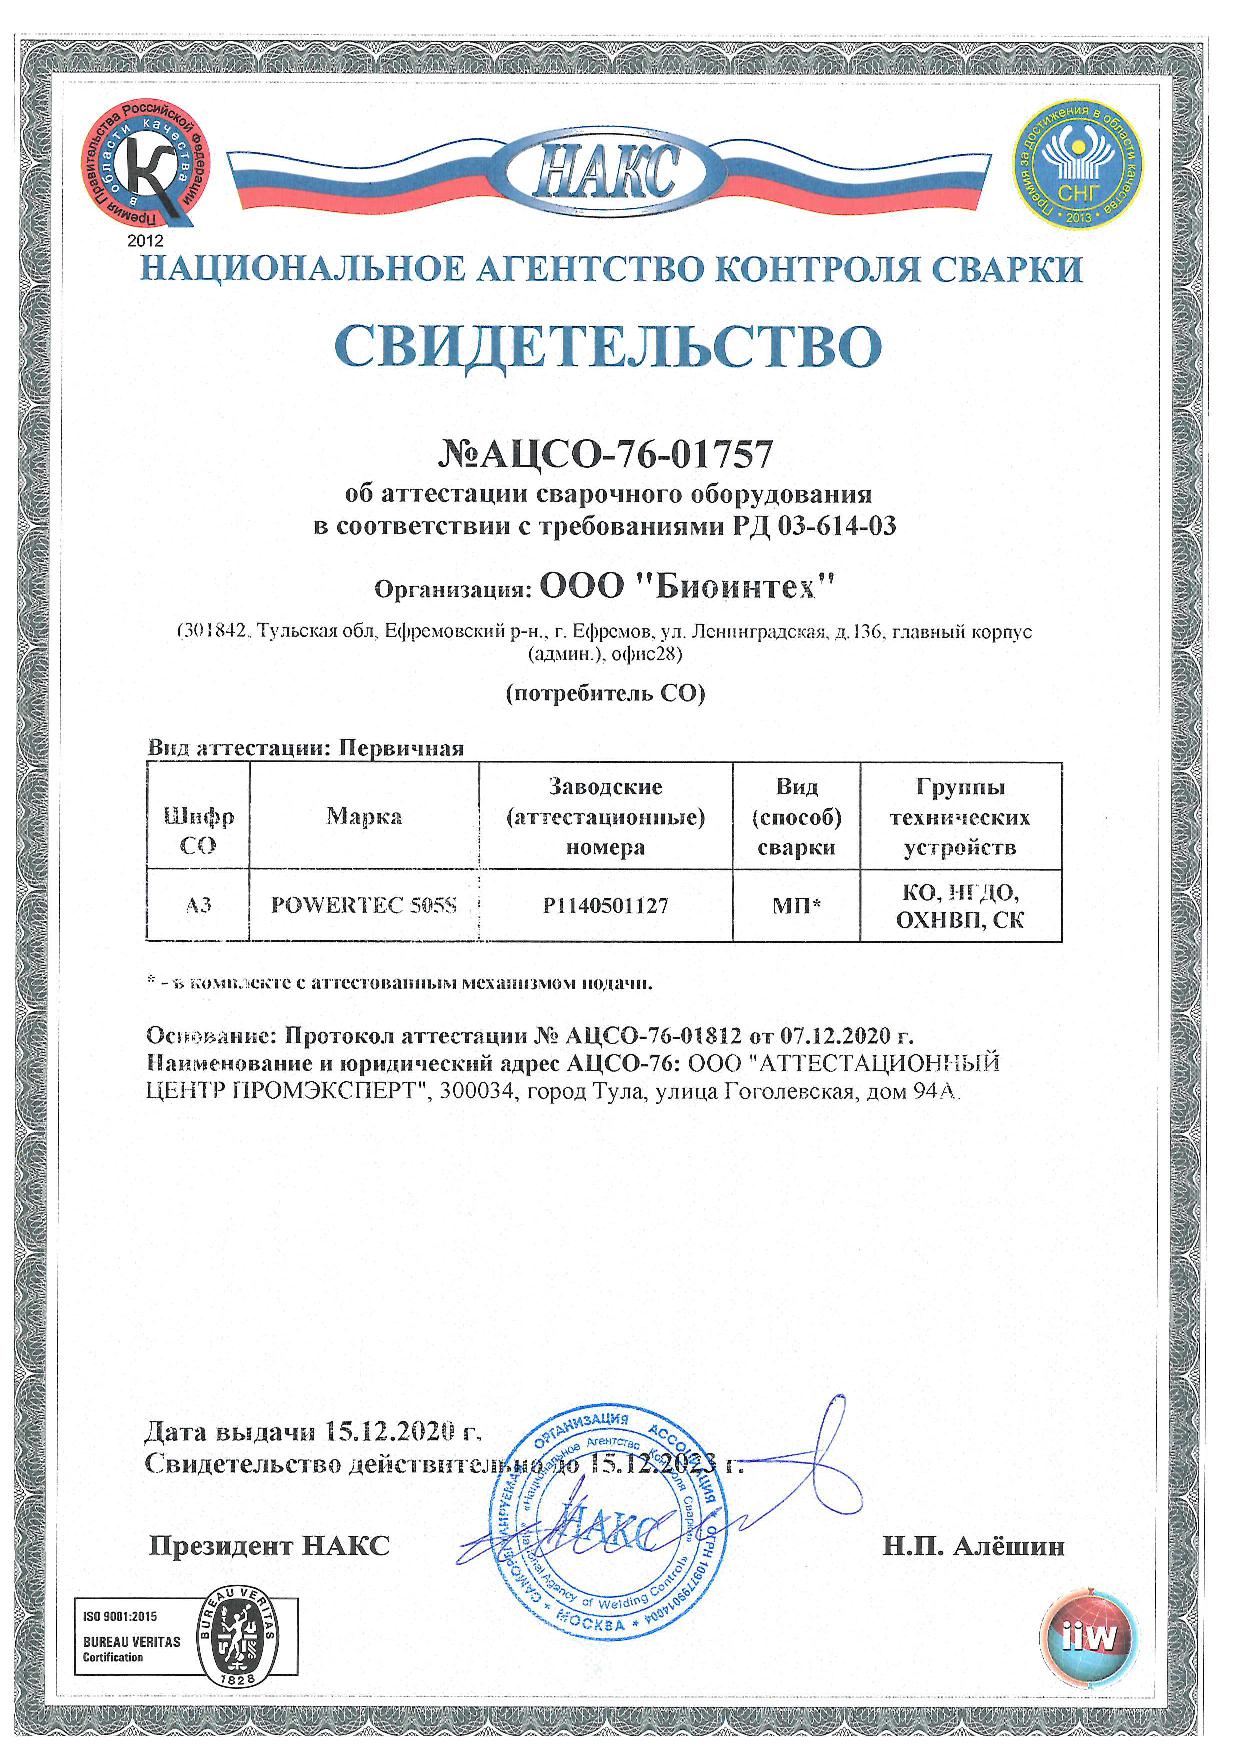 Премия Правительства Российской Федерации
в области качества
2012
НАКС
Премия за достижения в области качества
СНГ
• 2013 •
НАЦИОНАЛЬНОЕ АГЕНТСТВО КОНТРОЛЯ СВАРКИ
СВИДЕТЕЛЬСТВО
№АЦСО-76-01757
об аттестации сварочного оборудования
в соответствии с требованиями РД 03-614-03
Организация: ООО "Биоинтех"
(301842, Тульская обл, Ефремовский р-н., г. Ефремов, ул. Ленинградская, д.136, главный корпус
(админ.), офис28)
(потребитель СО)
Вид аттестации: Первичная
Шифр СО
Марка
Заводские (аттестационные) номера
Вид (способ) сварки
Группы технических устройств
А3
POWERTEC 505S
P1140501127
МП*
КО, НГДО,
ОХНВП, СК
* - в комплекте с аттестованным механизмом подачи.
Основание: Протокол аттестации № АЦСО-76-01812 от 07.12.2020 г.
Наименование и юридический адрес АЦСО-76: ООО "АТТЕСТАЦИОННЫЙ
ЦЕНТР ПРОМЭКСПЕРТ", 300034, город Тула, улица Гоголевская, дом 94А.
Дата выдачи 15.12.2020 г.
Свидетельство действительно до 15.12.2023 г.
САМОРЕГУЛИРУЕМАЯ ОРГАНИЗАЦИЯ АССОЦИАЦИЯ
* МОСКВА *
«Национальное Агентство Контроля Сварки»
Agency of Welding Control»
НАКС
Президент НАКС
Н.П. Алёшин
ISO 9001:2015
BUREAU VERITAS
Certification
BUREAU VERITAS
1828
iiw